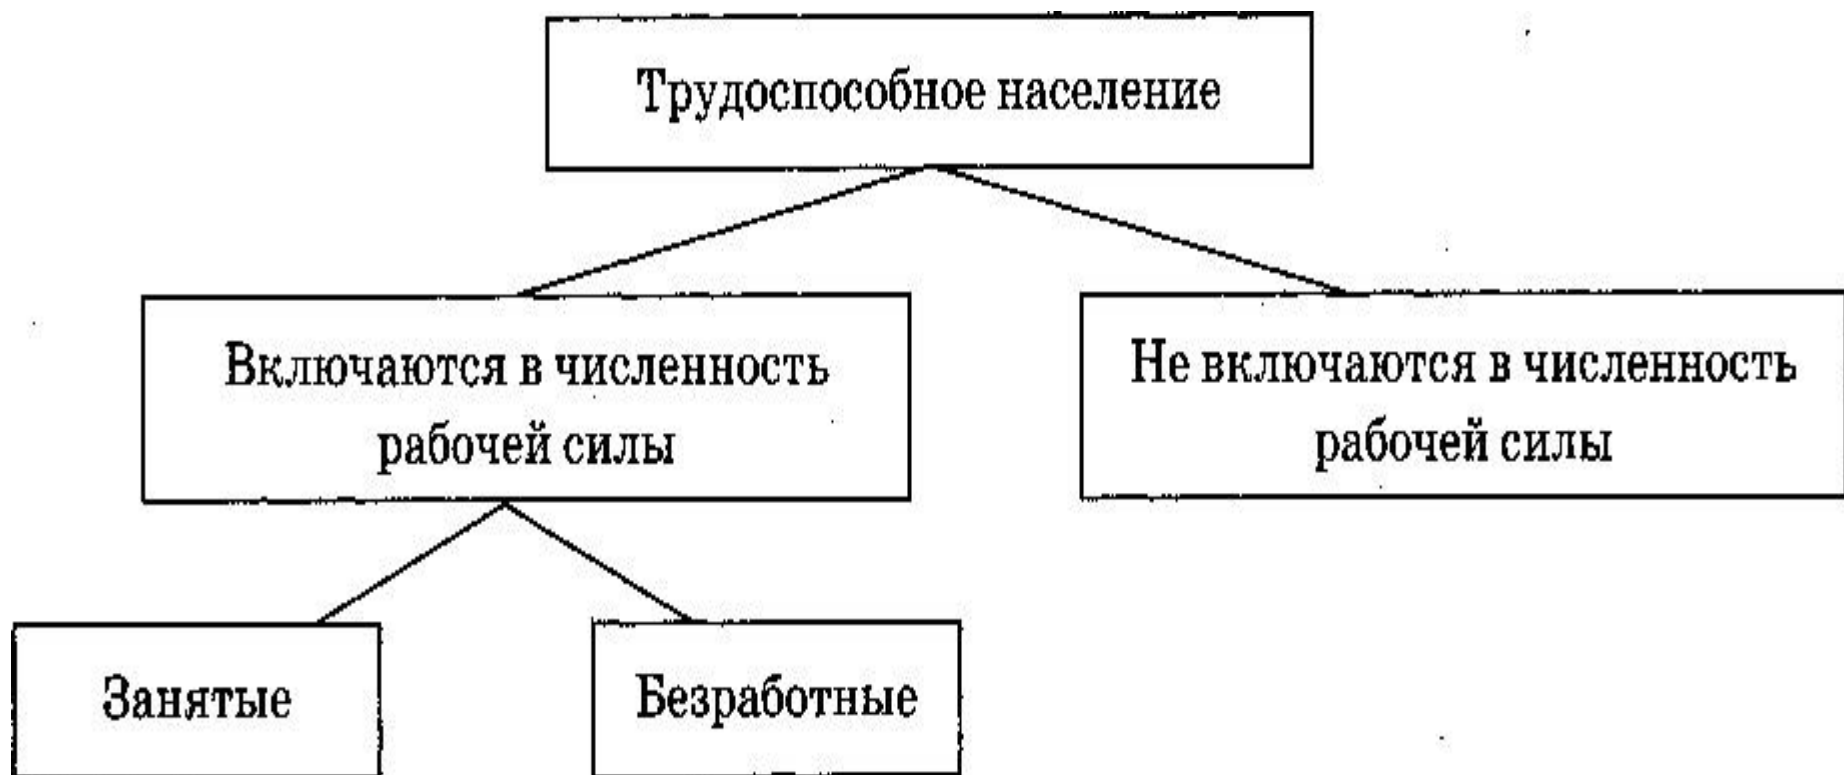 Трудоспособное население
Включаются в численность
рабочей силы
Не включаются в численность
рабочей силы
Занятые
Безработные